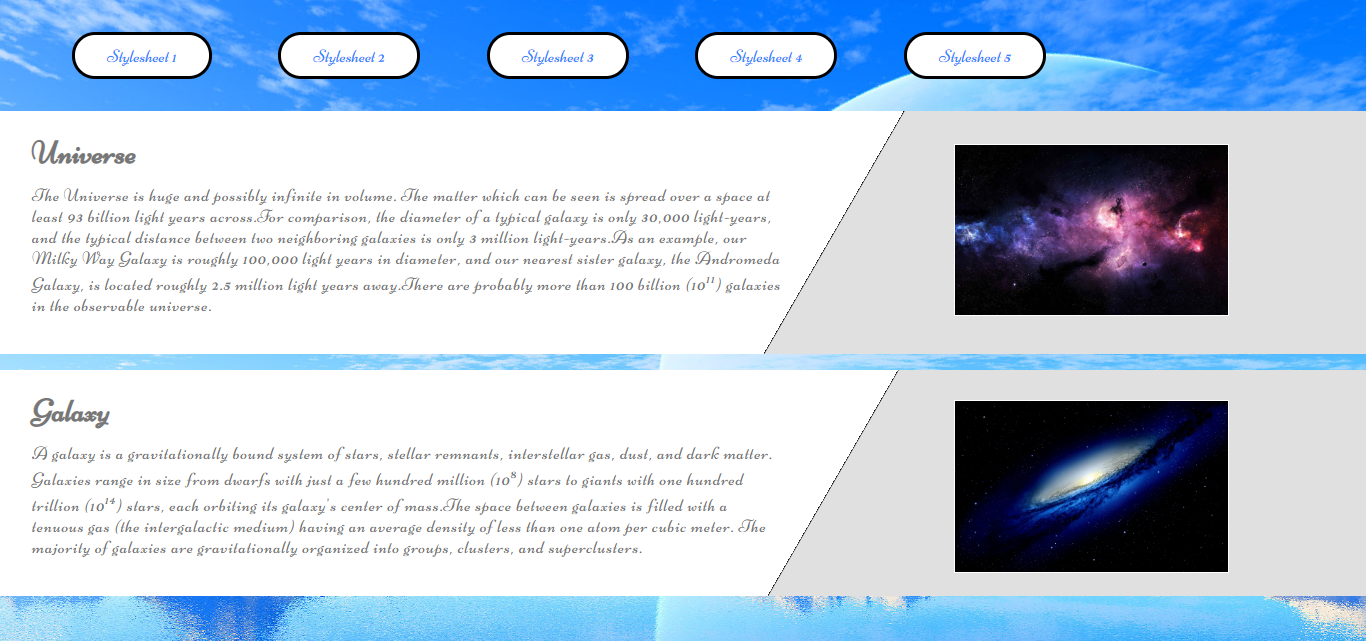 Stylesheet 1 Stylesheet 2 Stylesheet 3 Stylesheet 4 Stylesheet 5
Universe
The Universe is huge and possibly infinite in volume. The matter which can be seen is spread over a space at
least 93 billion light years across.For comparison, the diameter of a typical galaxy is only 30,000 light-years,
and the typical distance between two neighboring galaxies is only 3 million light-years.As an example, our
Milky Way Galaxy is roughly 100,000 light years in diameter, and our nearest sister galaxy, the Andromeda
Galaxy, is located roughly 2.5 million light years away.There are probably more than 100 billion (10¹¹) galaxies
in the observable universe.
Galaxy
A galaxy is a gravitationally bound system of stars, stellar remnants, interstellar gas, dust, and dark matter.
Galaxies range in size from dwarfs with just a few hundred million (10⁸) stars to giants with one hundred
trillion (10¹⁴) stars, each orbiting its galaxy's center of mass.The space between galaxies is filled with a
tenuous gas (the intergalactic medium) having an average density of less than one atom per cubic meter. The
majority of galaxies are gravitationally organized into groups, clusters, and superclusters.